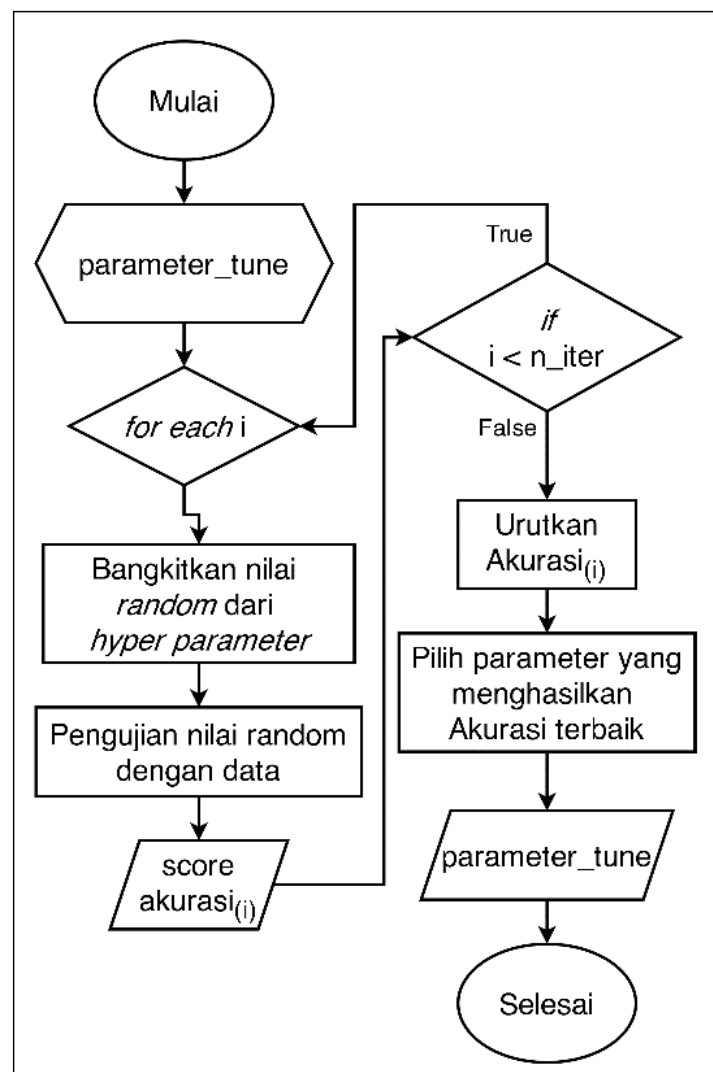 Mulai
parameter_tune
for each i
Bangkitkan nilai
random dari
hyper parameter
Pengujian nilai random
dengan data
score
akurasi(i)
True
if
i < n_iter
False
Urutkan
Akurasi(i)
Pilih parameter yang
menghasilkan
Akurasi terbaik
parameter_tune
Selesai